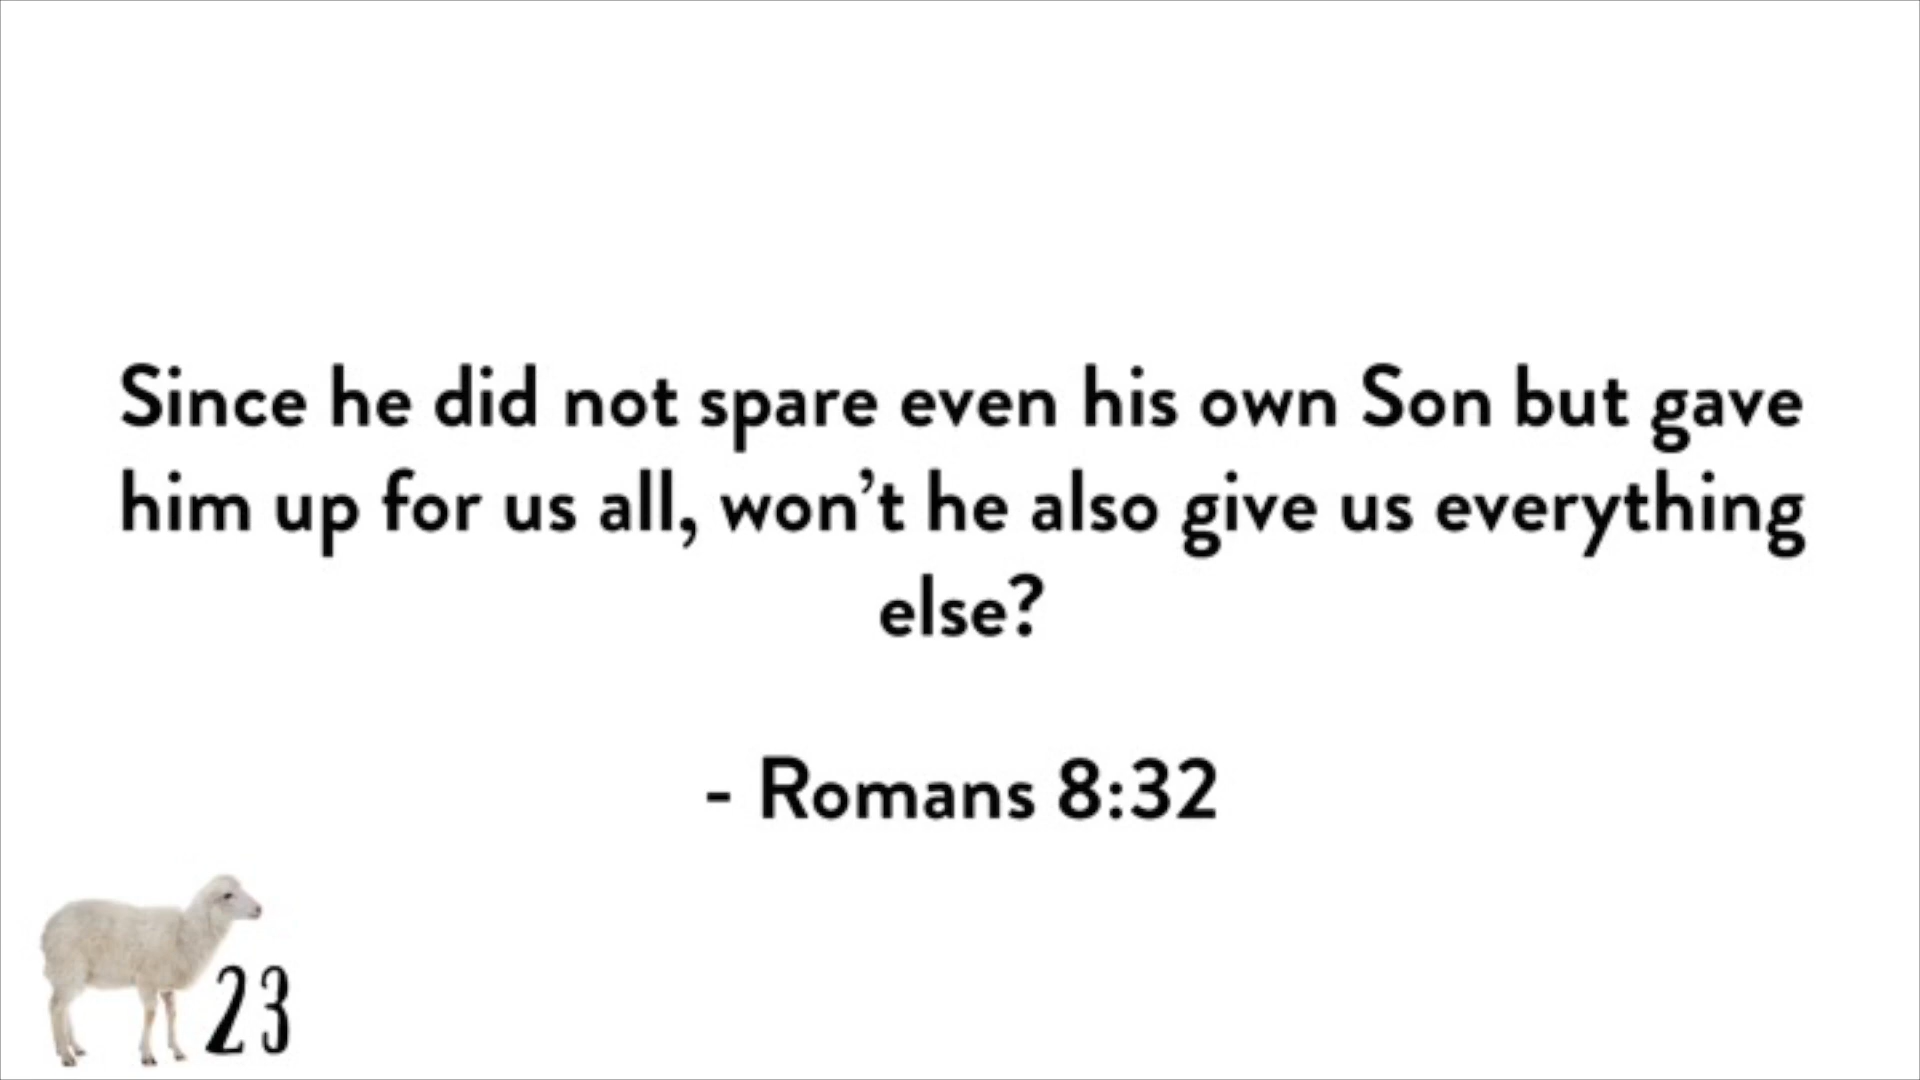 Since he did not spare even his own Son but gave
him up for us all, won’t he also give us everything
else?
- Romans 8:32
23